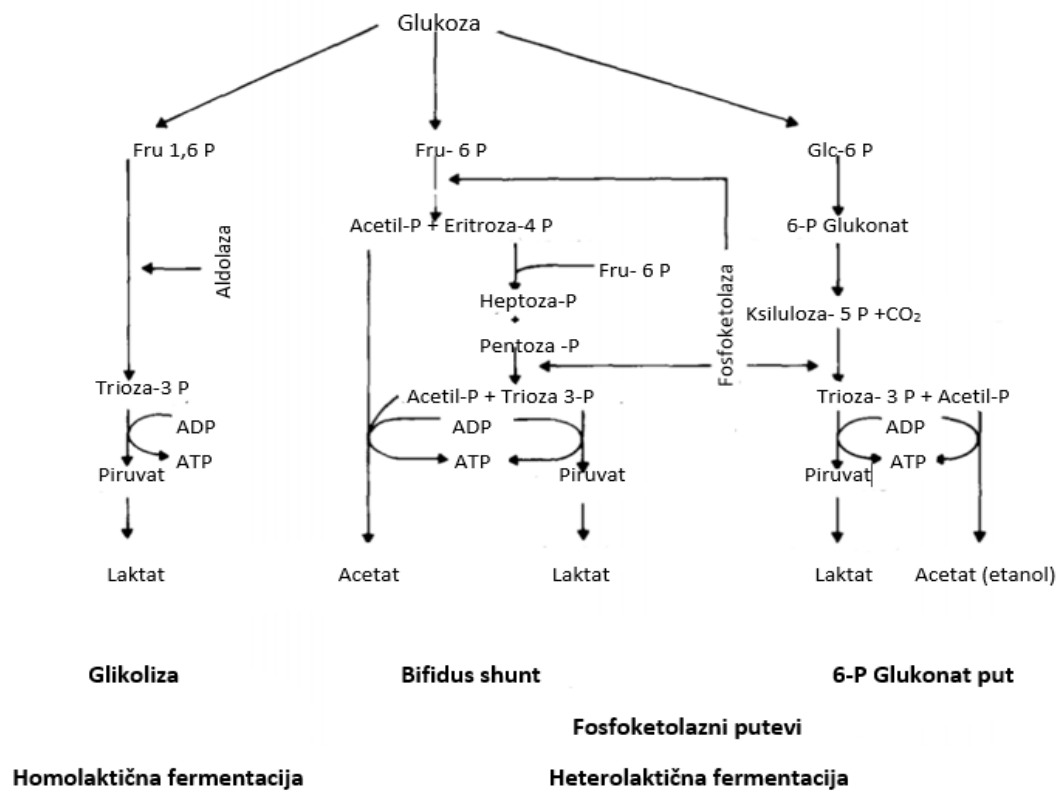 Glukoza
Fru 1,6 P
Fru- 6 P
Glc-6 P
Acetil-P + Eritroza-4 P
6-P Glukonat
Aldolaza
Fru- 6 P
Fosfoketolaza
Heptoza-P
+
Pentoza -P
Ksiluloza- 5 P +CO₂
Trioza-3 P
Acetil-P + Trioza 3-P
Trioza- 3 P + Acetil-P
ADP
ADP
ADP
ATP
ATP
ATP
Piruvat
Piruvat
Piruvat
Laktat
Acetat
Laktat
Laktat
Acetat (etanol)
Glikoliza
Bifidus shunt
6-P Glukonat put
Fosfoketolazni putevi
Homolaktična fermentacija
Heterolaktična fermentacija